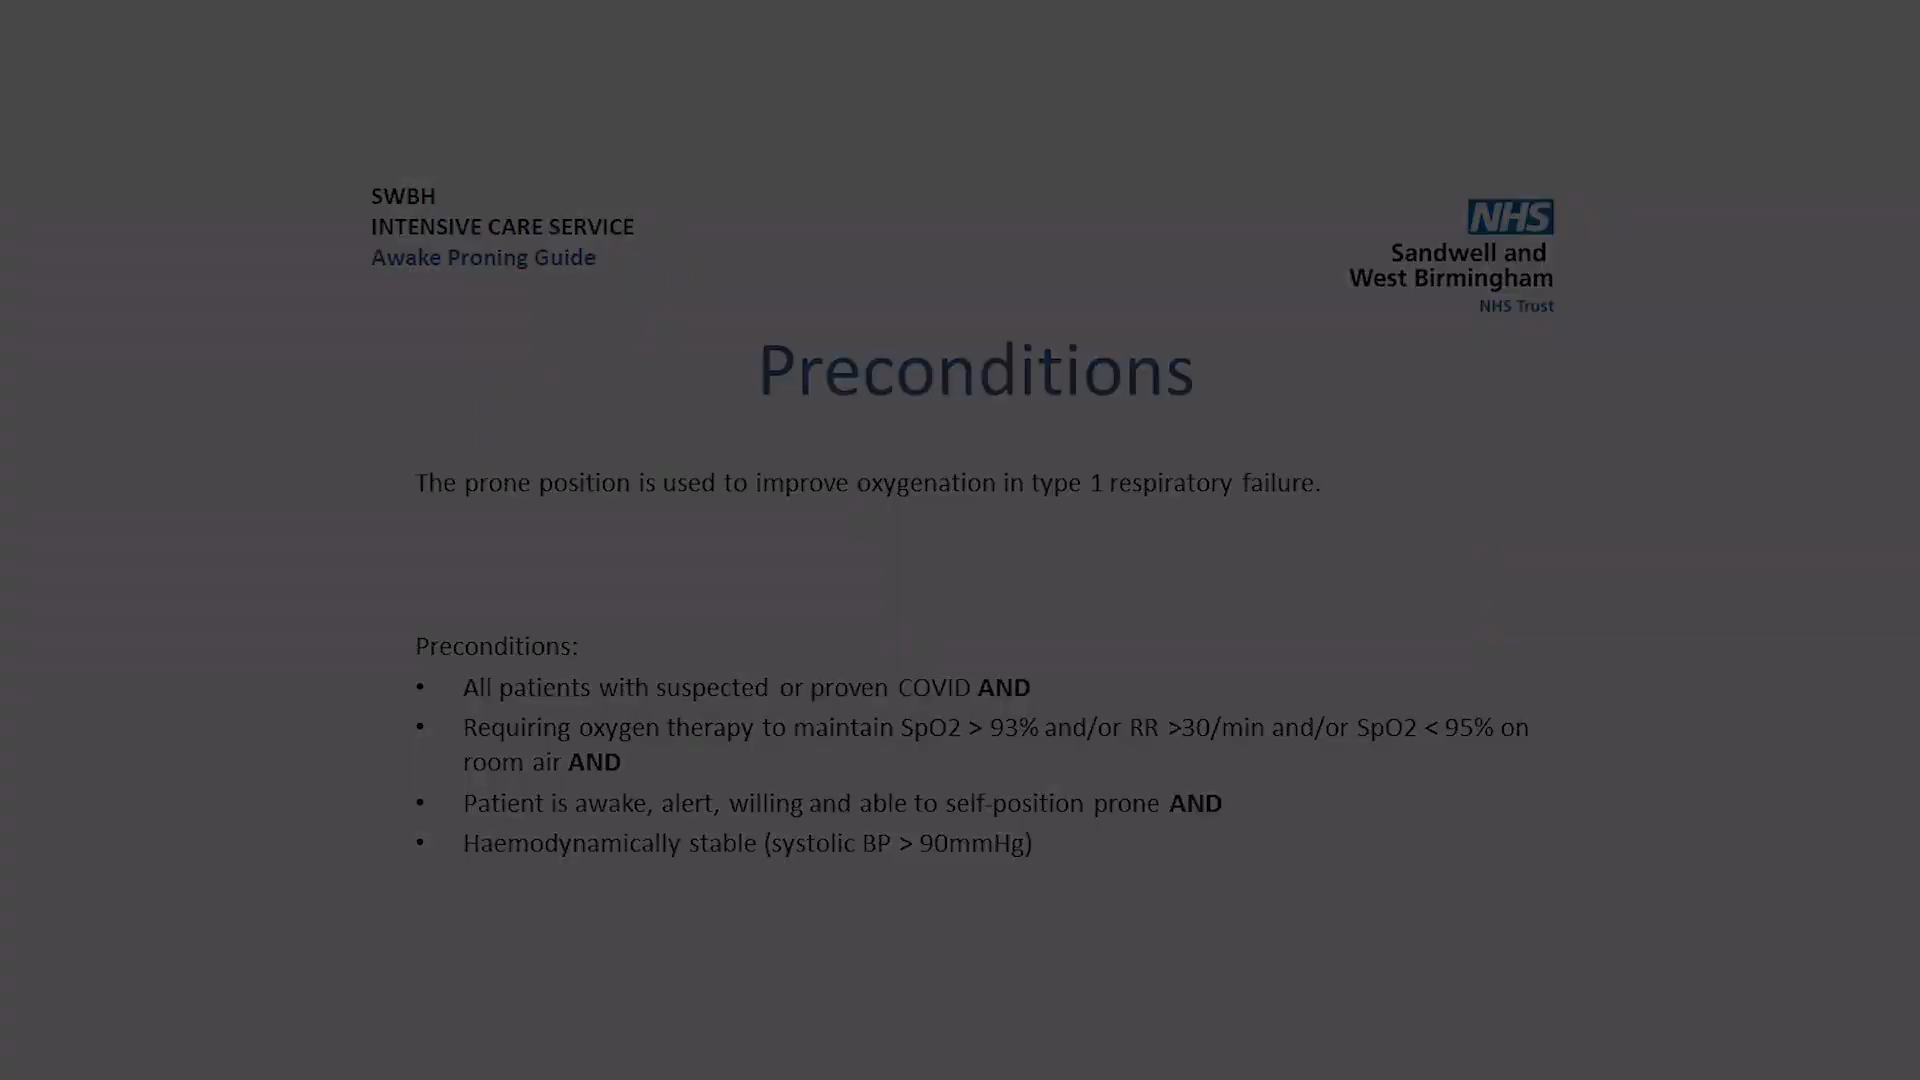 SWBH
INTENSIVE CARE SERVICE
Awake Proning Guide
NHS
Sandwell and
West Birmingham
NHS Trust
Preconditions
The prone position is used to improve oxygenation in type 1 respiratory failure.
Preconditions:
• All patients with suspected or proven COVID AND
• Requiring oxygen therapy to maintain SpO2 > 93% and/or RR >30/min and/or SpO2 < 95% on
room air AND
• Patient is awake, alert, willing and able to self-position prone AND
• Haemodynamically stable (systolic BP > 90mmHg)